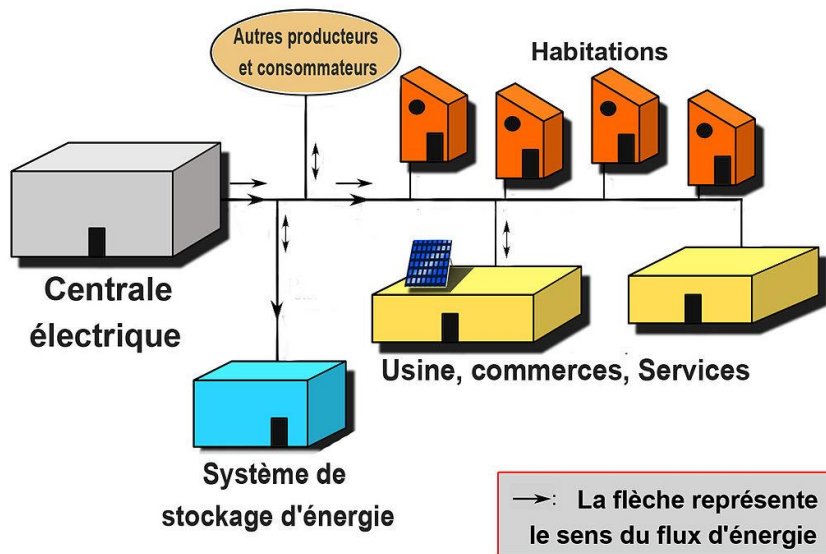 Autres producteurs
et consommateurs
Habitations
Centrale
électrique
Usine, commerces, Services
Système de
stockage d'énergie
: La flèche représente
le sens du flux d'énergie